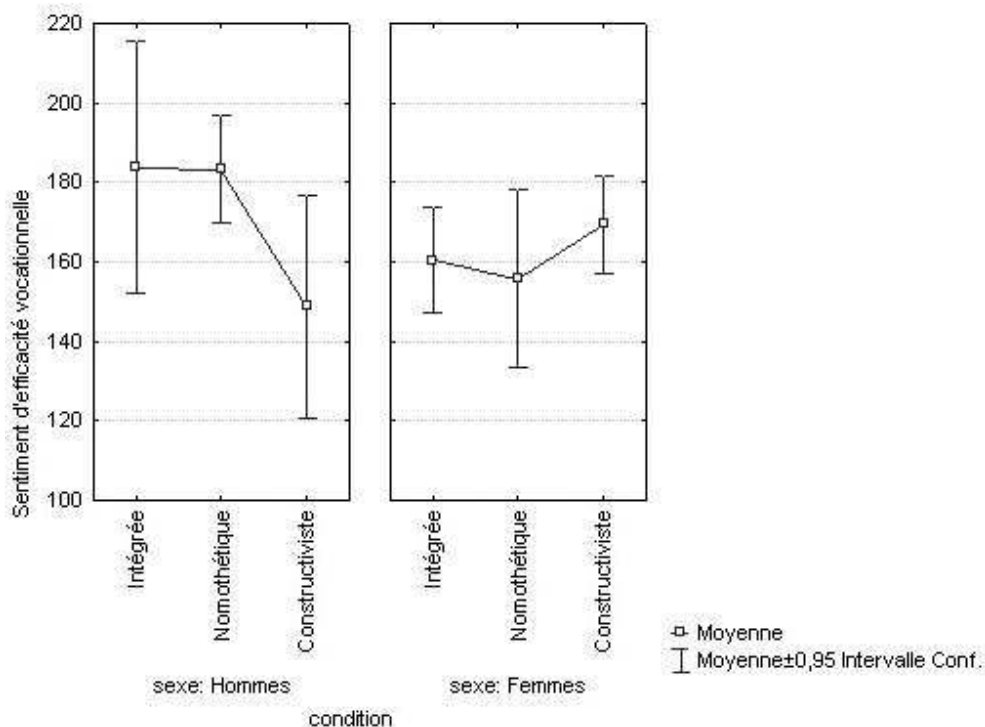 Sentiment d'efficacité vocationnelle
220
200
180
160
140
120
100
Intégrée
Nomothétique
Constructiviste
Intégrée
Nomothétique
Constructiviste
sexe: Hommes
sexe: Femmes
condition
Moyenne
Moyenne±0,95 Intervalle Conf.